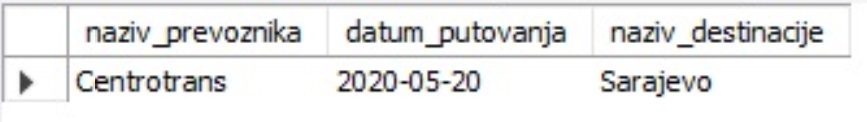 naziv_prevoznika datum_putovanja naziv_destinacije
Centrotrans 2020-05-20 Sarajevo